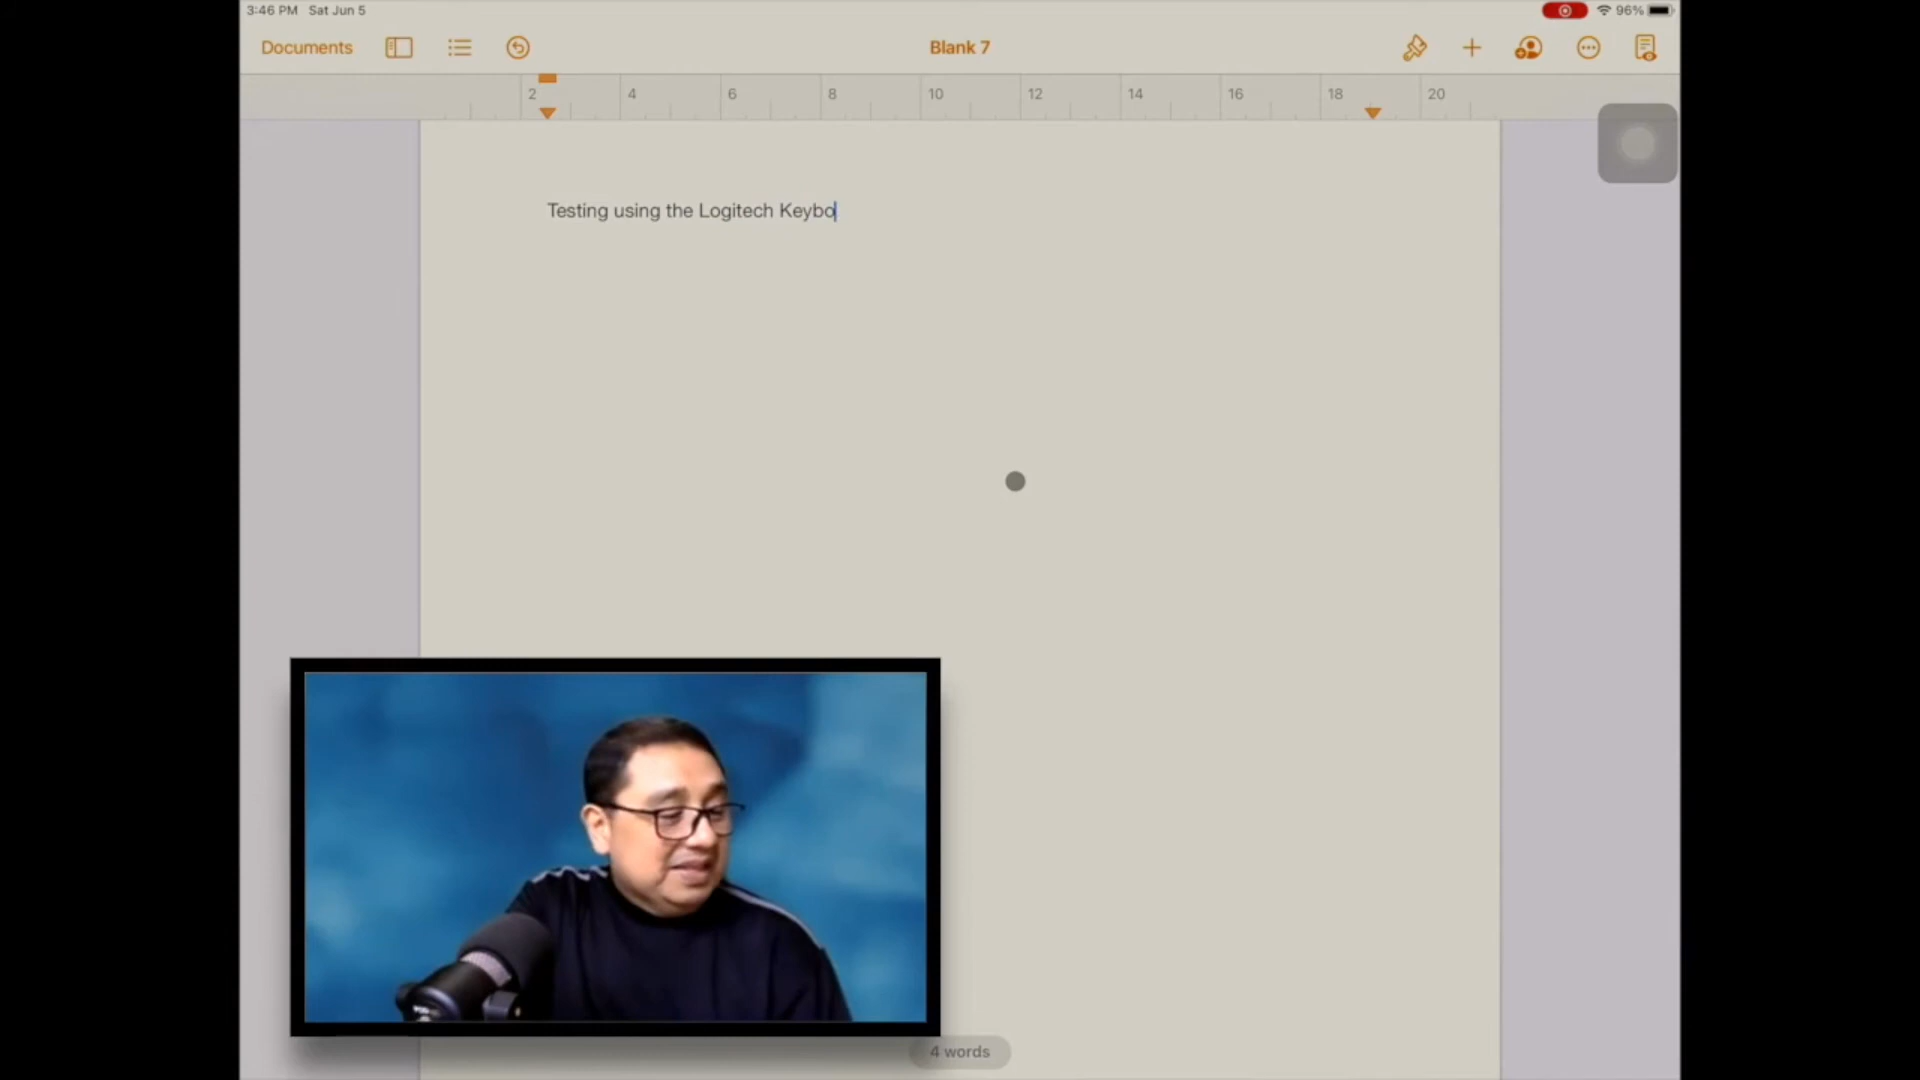 3:46 PM Sat Jun 5
96%
Documents
Blank 7
2 4 6 8 10 12 14 16 18 20
Testing using the Logitech Keybo
4 words